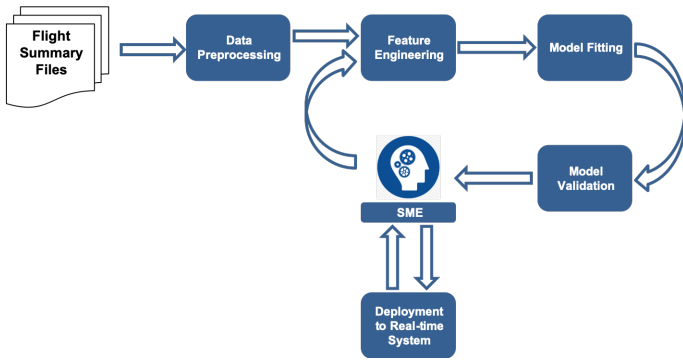 Flight
Summary
Files
Data
Preprocessing
Feature
Engineering
Model Fitting
Model
Validation
SME
Deployment
to Real-time
System